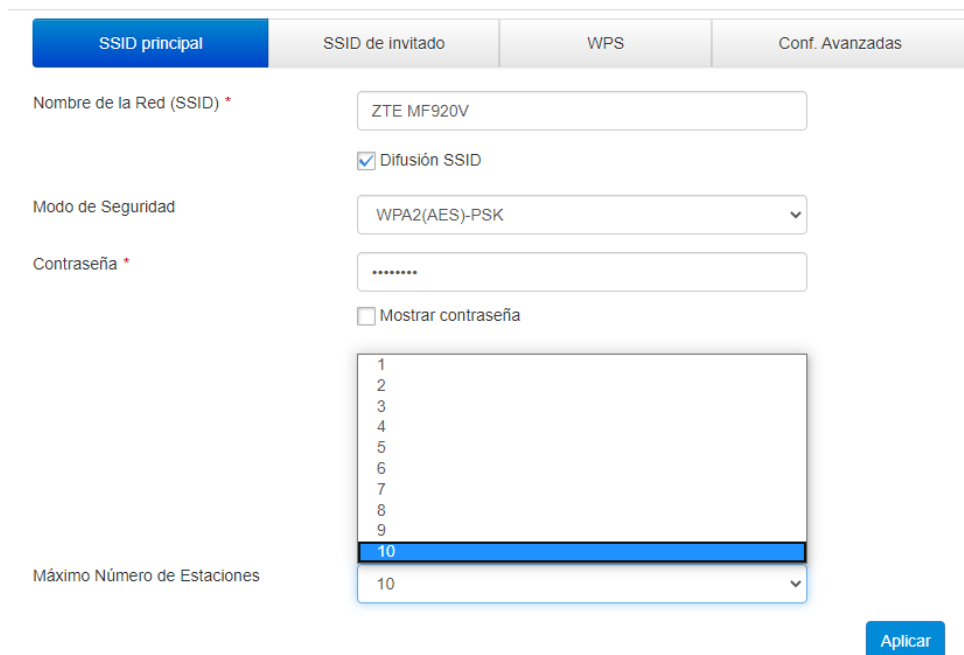 SSID principal SSID de invitado WPS Conf. Avanzadas
Nombre de la Red (SSID) * ZTE MF920V
Difusión SSID
Modo de Seguridad WPA2(AES)-PSK
Contraseña * ••••••••
Mostrar contraseña
1
2
3
4
5
6
7
8
9
10
Máximo Número de Estaciones 10
Aplicar